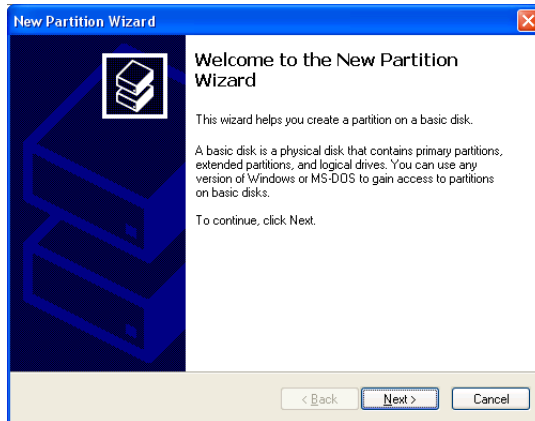 New Partition Wizard
Welcome to the New Partition
Wizard
This wizard helps you create a partition on a basic disk.
A basic disk is a physical disk that contains primary partitions,
extended partitions, and logical drives. You can use any
version of Windows or MS-DOS to gain access to partitions
on basic disks.
To continue, click Next.
< Back Next > Cancel